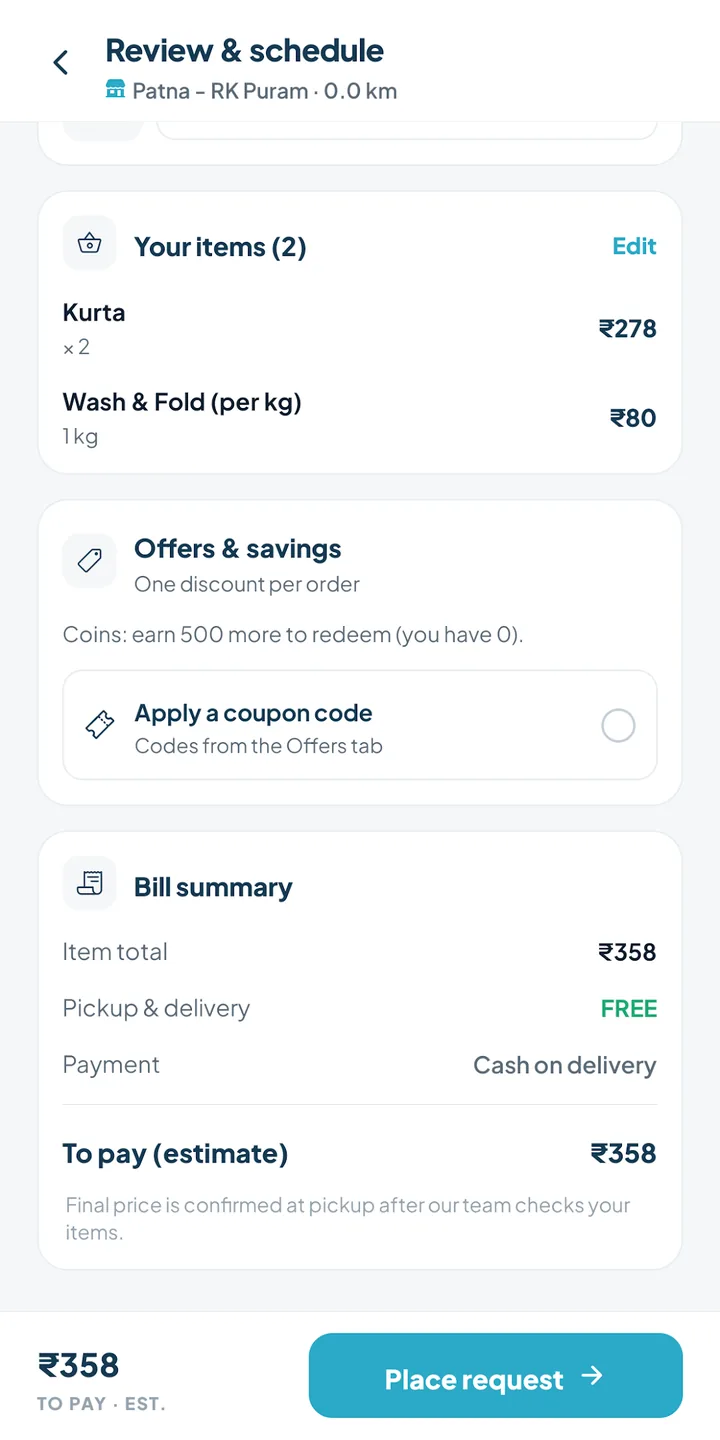 Review & schedule
Patna - RK Puram · 0.0 km
Your items (2)
Edit
Kurta
× 2
₹278
Wash & Fold (per kg)
1 kg
₹80
Offers & savings
One discount per order
Coins: earn 500 more to redeem (you have 0).
Apply a coupon code
Codes from the Offers tab
Bill summary
Item total
₹358
Pickup & delivery
FREE
Payment
Cash on delivery
To pay (estimate)
₹358
Final price is confirmed at pickup after our team checks your
items.
₹358
TO PAY · EST.
Place request →